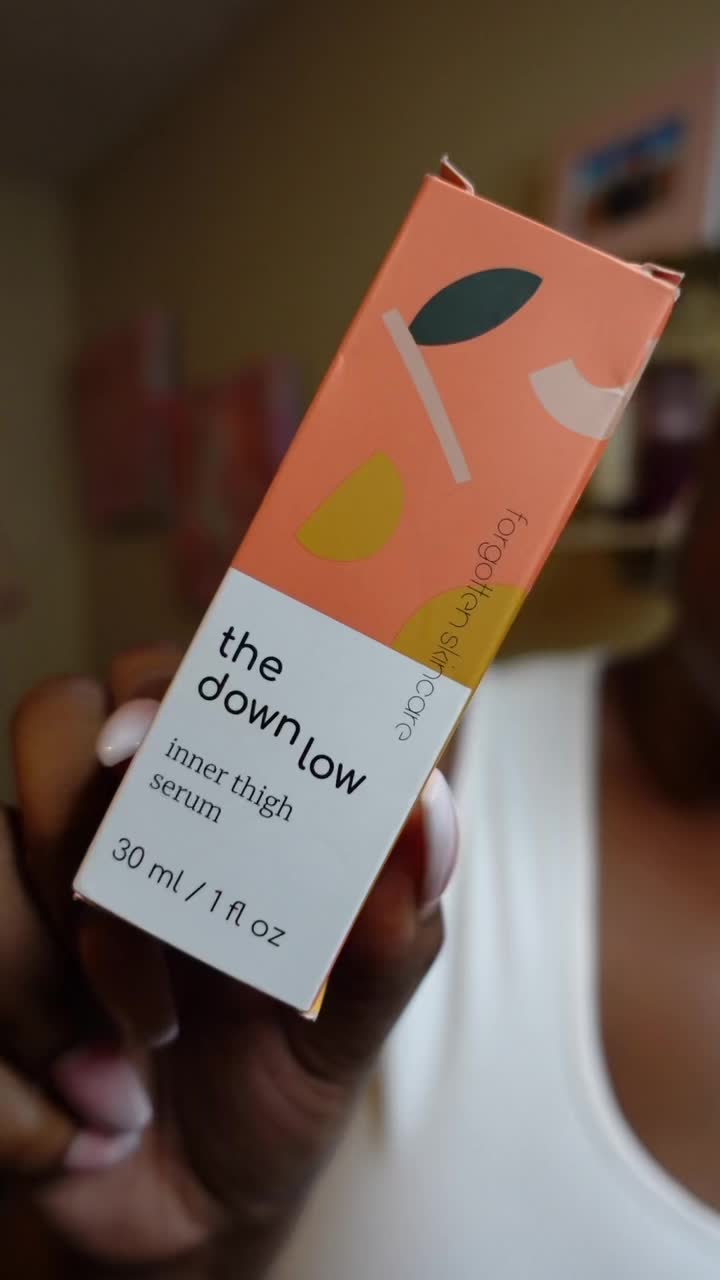 forgotten skincare
the
down low
inner thigh
serum
30 ml / 1 fl oz